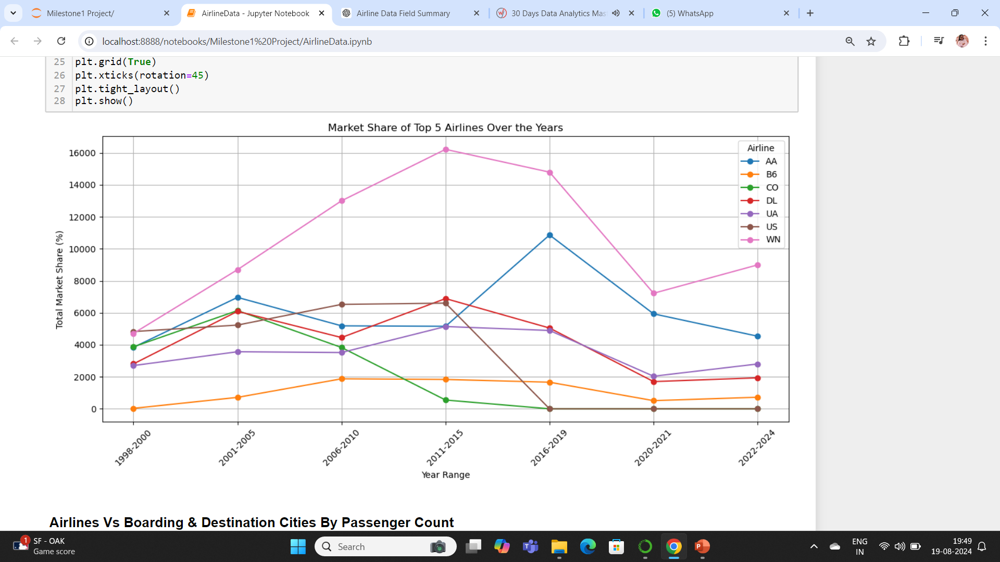 Milestone1 Project/
AirlineData - Jupyter Notebook
Airline Data Field Summary
30 Days Data Analytics Mas
(5) WhatsApp
localhost:8888/notebooks/Milestone1%20Project/AirlineData.ipynb
25 plt.grid(True)
26 plt.xticks(rotation=45)
27 plt.tight_layout()
28 plt.show()
Market Share of Top 5 Airlines Over the Years
Total Market Share (%)
16000
14000
12000
10000
8000
6000
4000
2000
0
Airline
AA
B6
CO
DL
UA
US
WN
1998-2000
2001-2005
2006-2010
2011-2015
2016-2019
2020-2021
2022-2024
Year Range
Airlines Vs Boarding & Destination Cities By Passenger Count
1
SF - OAK
Game score
Search
ENG
IN
19:49
19-08-2024